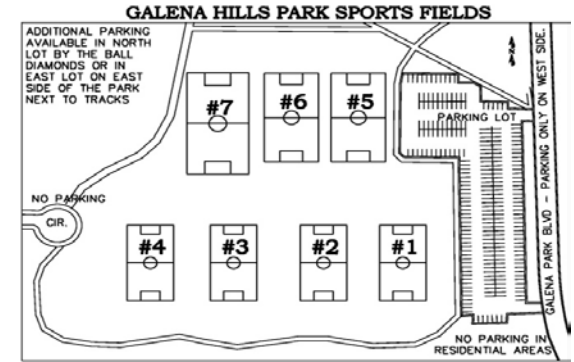 GALENA HILLS PARK SPORTS FIELDS
ADDITIONAL PARKING
AVAILABLE IN NORTH
LOT BY THE BALL
DIAMONDS OR IN
EAST LOT ON EAST
SIDE OF THE PARK
NEXT TO TRACKS
#7
#6
#5
PARKING LOT
GALENA PARK BLVD - PARKING ONLY ON WEST SIDE.
NO PARKING
CIR.
#4
#3
#2
#1
NO PARKING IN
RESIDENTIAL AREAS